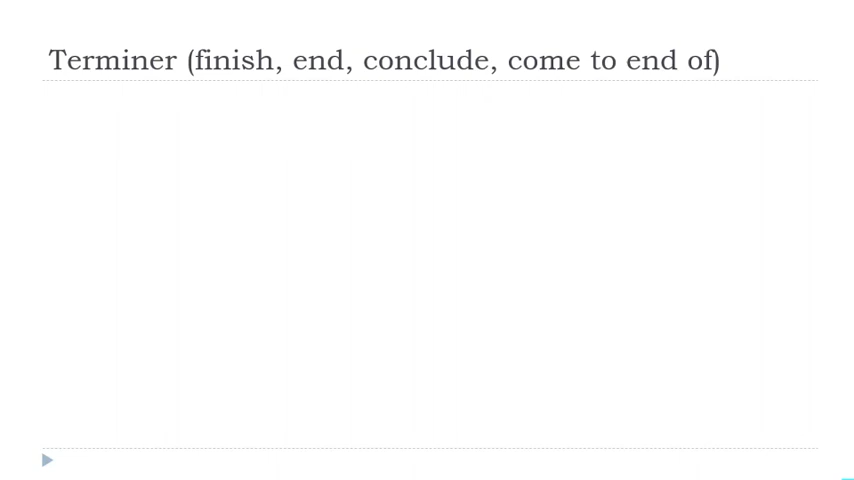 Terminer (finish, end, conclude, come to end of)